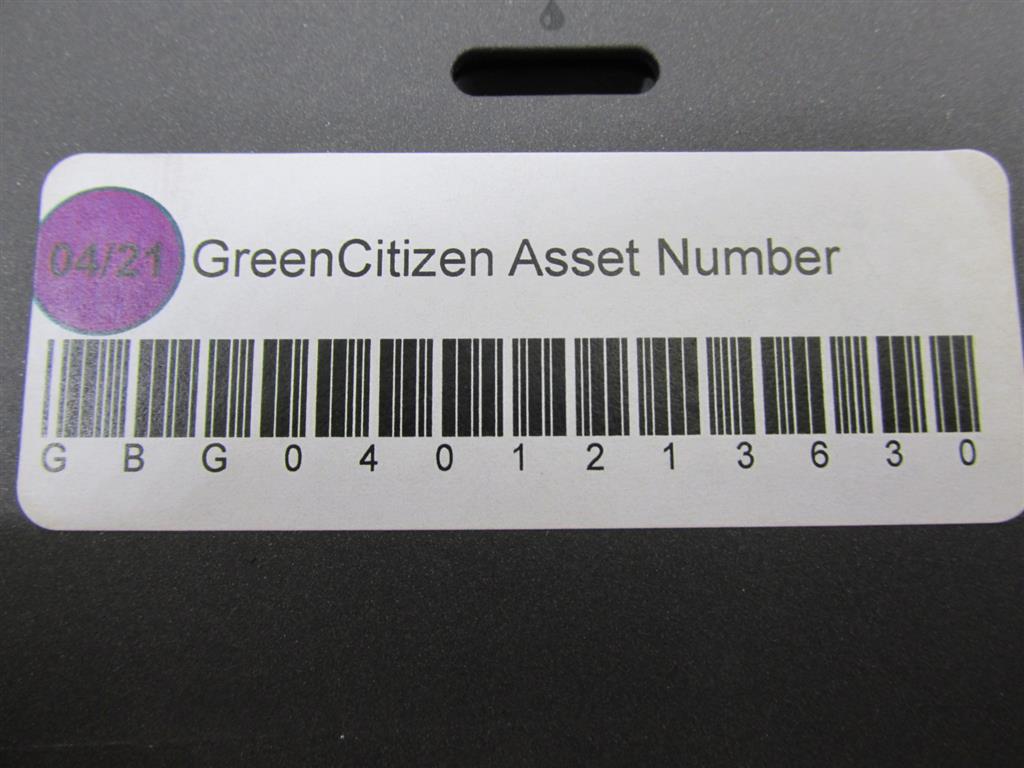 04/21 GreenCitizen Asset Number
G B G 0 4 0 1 2 1 3 6 3 0